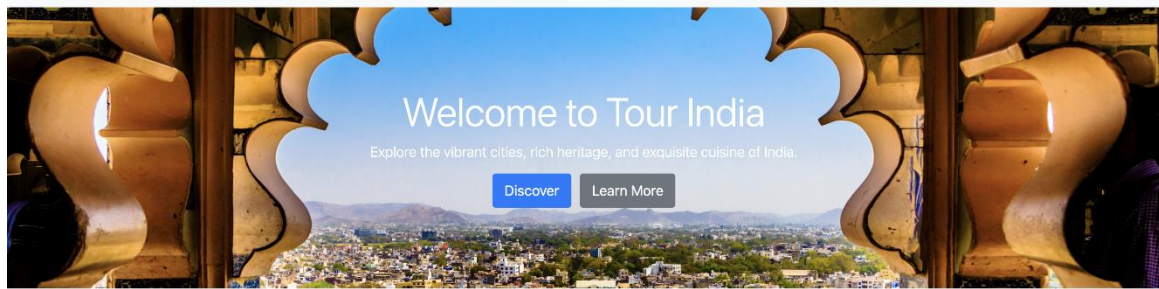 Welcome to Tour India
Explore the vibrant cities, rich heritage, and exquisite cuisine of India.
Discover
Learn More